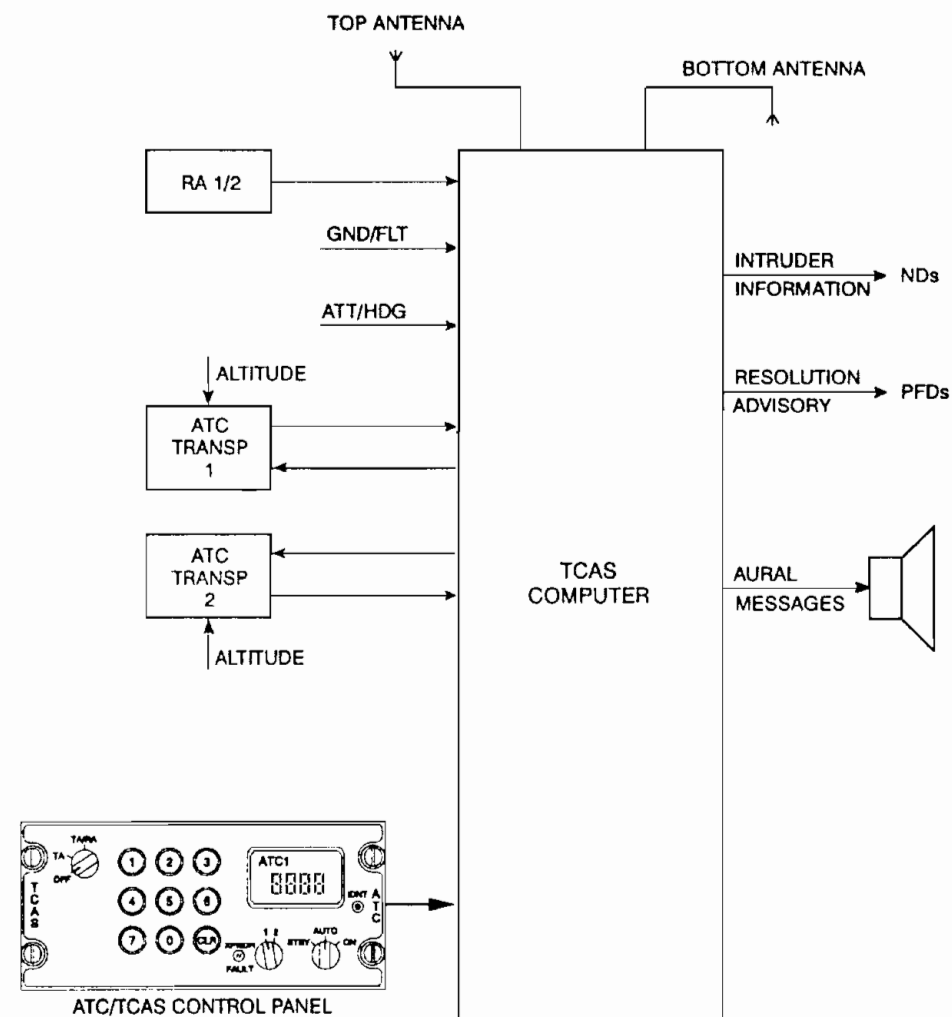 TOP ANTENNA
BOTTOM ANTENNA
RA 1/2
GND/FLT
INTRUDER
INFORMATION
NDs
ATT/HDG
ALTITUDE
RESOLUTION
ADVISORY
PFDs
ATC
TRANSP
1
ATC
TRANSP
2
TCAS
COMPUTER
AURAL
MESSAGES
ALTITUDE
TA/RA
TA
OFF
TCAS
1 2 3
4 5 6
7 0 CLR
ATC1
0000
IDNT
ATC
XPNDR
FAULT
1 2
STBY AUTO ON
ATC/TCAS CONTROL PANEL